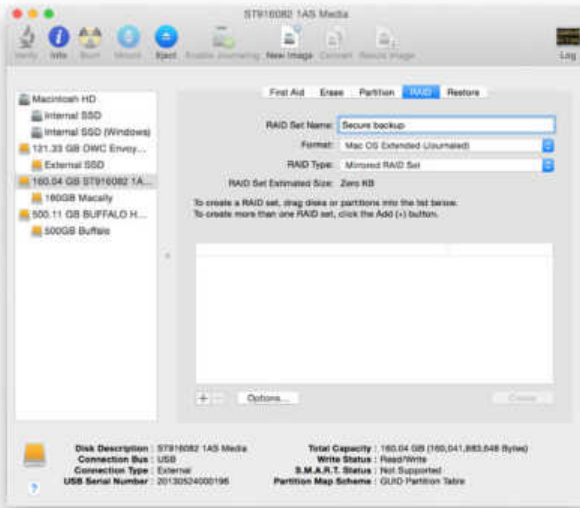 ST916082 1AS Media
Verify Info Burn Mount Eject Enable Journaling New Image Convert Resize Image Log
First Aid Erase Partition RAID Restore
Macintosh HD
Internal SSD
Internal SSD (Windows)
121.33 GB OWC Envoy...
External SSD
160.04 GB ST916082 1A...
160GB Macally
500.11 GB BUFFALO H...
500GB Buffalo
RAID Set Name: Secure backup
Format: Mac OS Extended (Journaled)
RAID Type: Mirrored RAID Set
RAID Set Estimated Size: Zero KB
To create a RAID set, drag disks or partitions into the list below.
To create more than one RAID set, click the Add (+) button.
+ - Options... Create
Disk Description : ST916082 1AS Media
Connection Bus : USB
Connection Type : External
USB Serial Number : 20130524000198
Total Capacity : 160.04 GB (160,041,883,648 Bytes)
Write Status : Read/Write
S.M.A.R.T. Status : Not Supported
Partition Map Scheme : GUID Partition Table
?